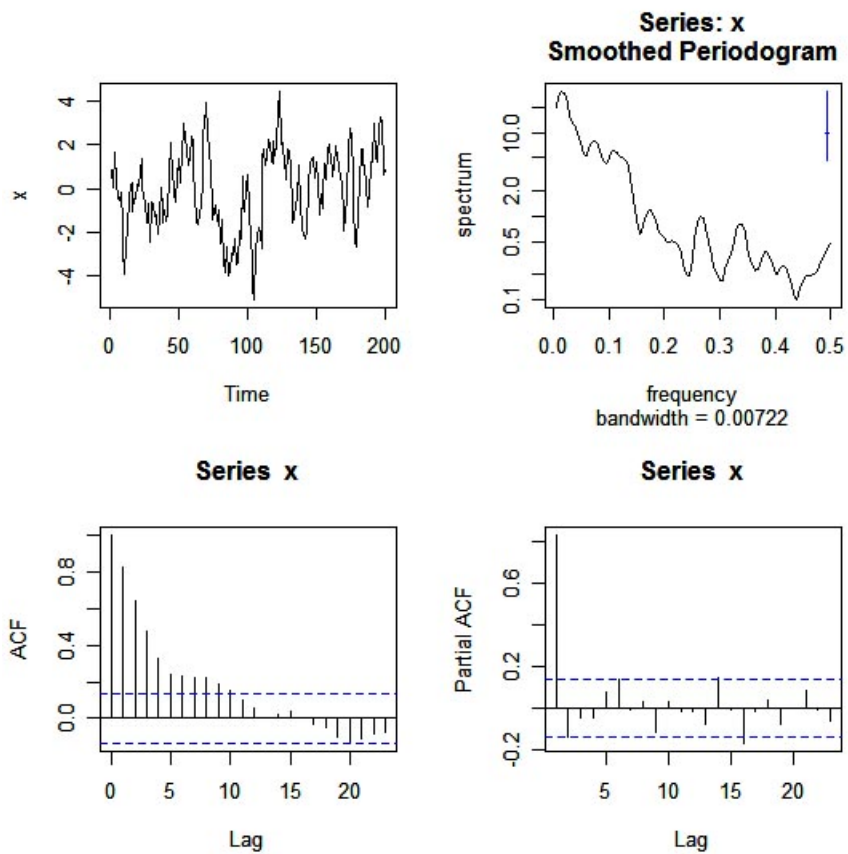 4
2
0
-2
-4
x
0
50
100
150
200
Time
Series: x
Smoothed Periodogram
10.0
2.0
0.5
0.1
spectrum
0.0
0.1
0.2
0.3
0.4
0.5
frequency
bandwidth = 0.00722
Series x
0.8
0.4
0.0
ACF
0
5
10
15
20
Lag
Series x
0.6
0.2
-0.2
Partial ACF
5
10
15
20
Lag